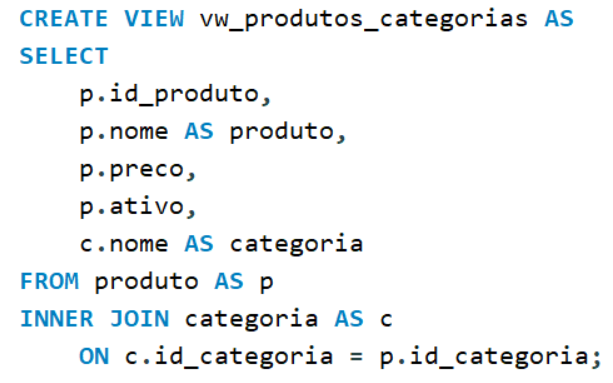 CREATE VIEW vw_produtos_categorias AS
SELECT
    p.id_produto,
    p.nome AS produto,
    p.preco,
    p.ativo,
    c.nome AS categoria
FROM produto AS p
INNER JOIN categoria AS c
    ON c.id_categoria = p.id_categoria;